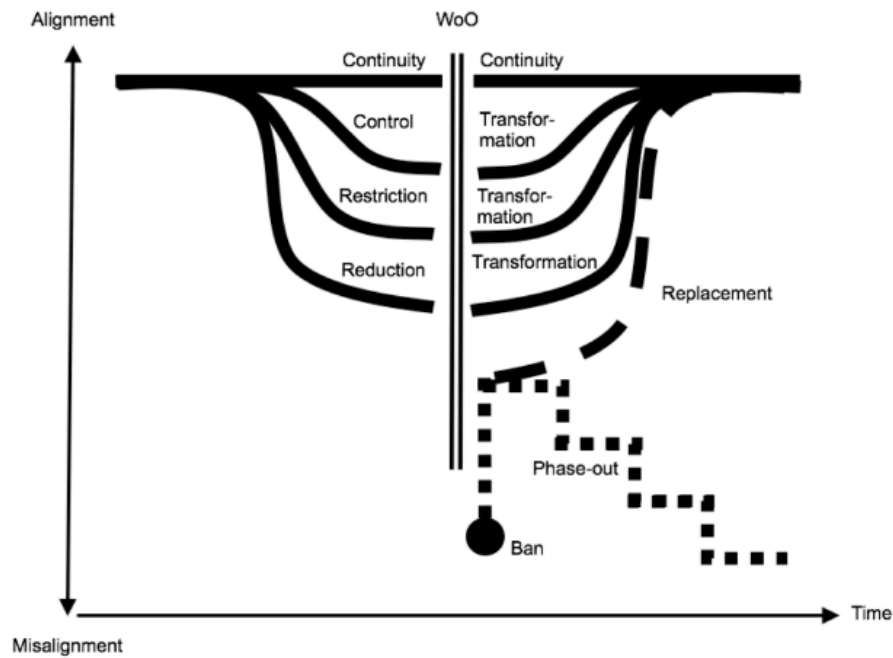 Alignment
WoO
Continuity
Continuity
Control
Transfor-
mation
Restriction
Transfor-
mation
Reduction
Transformation
Replacement
Phase-out
Ban
Time
Misalignment